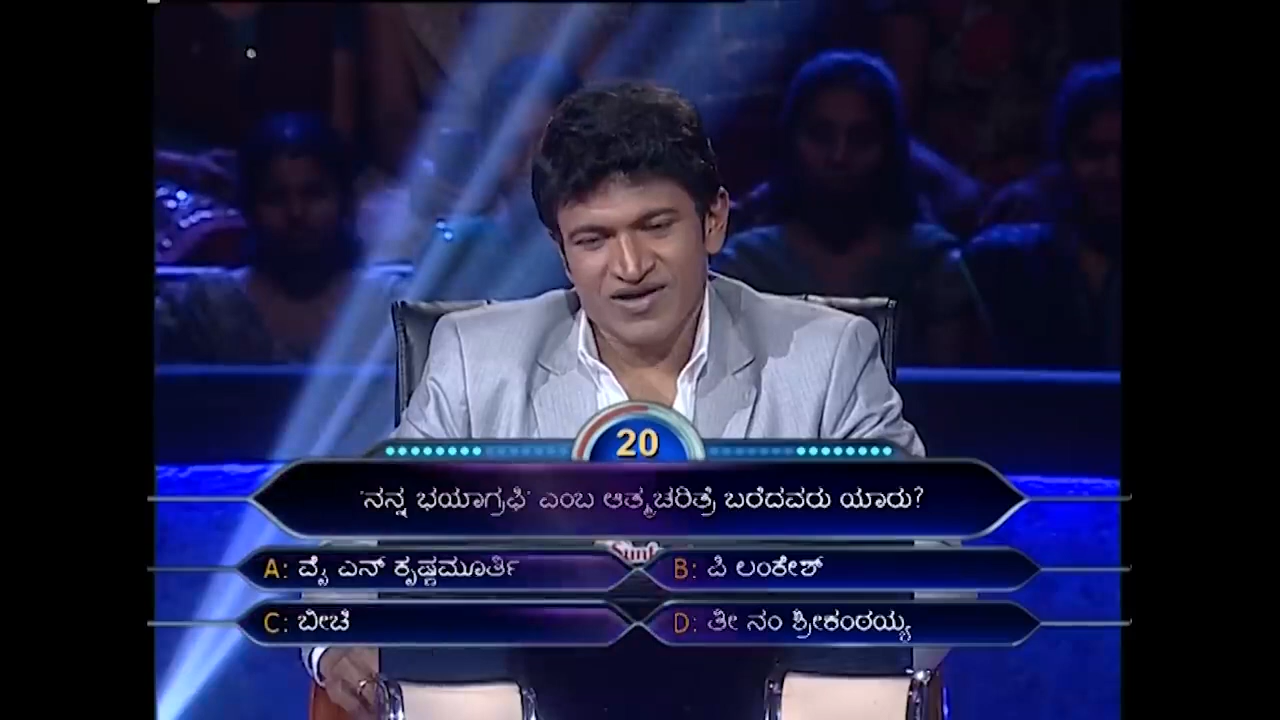 20
'ನನ್ನ ಭಯಾಗ್ರಫಿ' ಎಂಬ ಆತ್ಮಚರಿತ್ರೆ ಬರೆದವರು ಯಾರು?
A: ವೈ ಎನ್ ಕೃಷ್ಣಮೂರ್ತಿ
B: ಪಿ ಲಂಕೇಶ್
C: ಬೀಚಿ
D: ತೀ ನಂ ಶ್ರೀಕಂಠಯ್ಯ